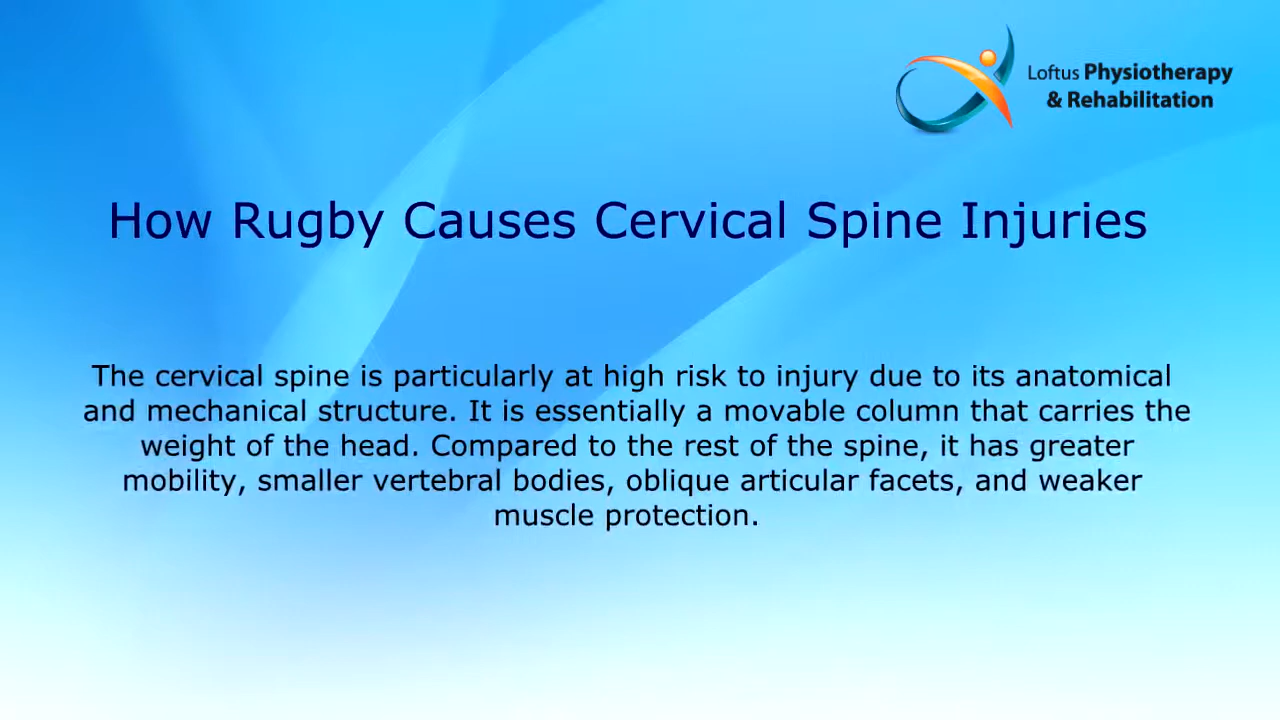 Loftus Physiotherapy
& Rehabilitation
How Rugby Causes Cervical Spine Injuries
The cervical spine is particularly at high risk to injury due to its anatomical
and mechanical structure. It is essentially a movable column that carries the
weight of the head. Compared to the rest of the spine, it has greater
mobility, smaller vertebral bodies, oblique articular facets, and weaker
muscle protection.